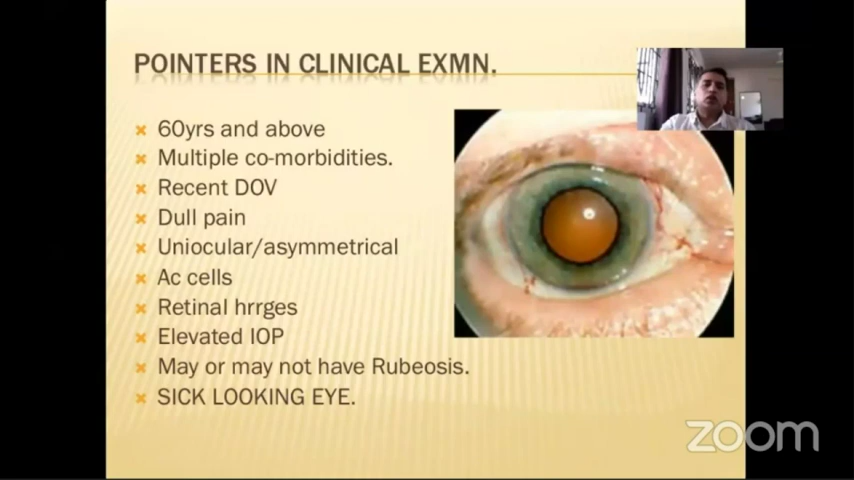 POINTERS IN CLINICAL EXMN.
60yrs and above
Multiple co-morbidities.
Recent DOV
Dull pain
Uniocular/asymmetrical
Ac cells
Retinal hrrges
Elevated IOP
May or may not have Rubeosis.
SICK LOOKING EYE.
zoom